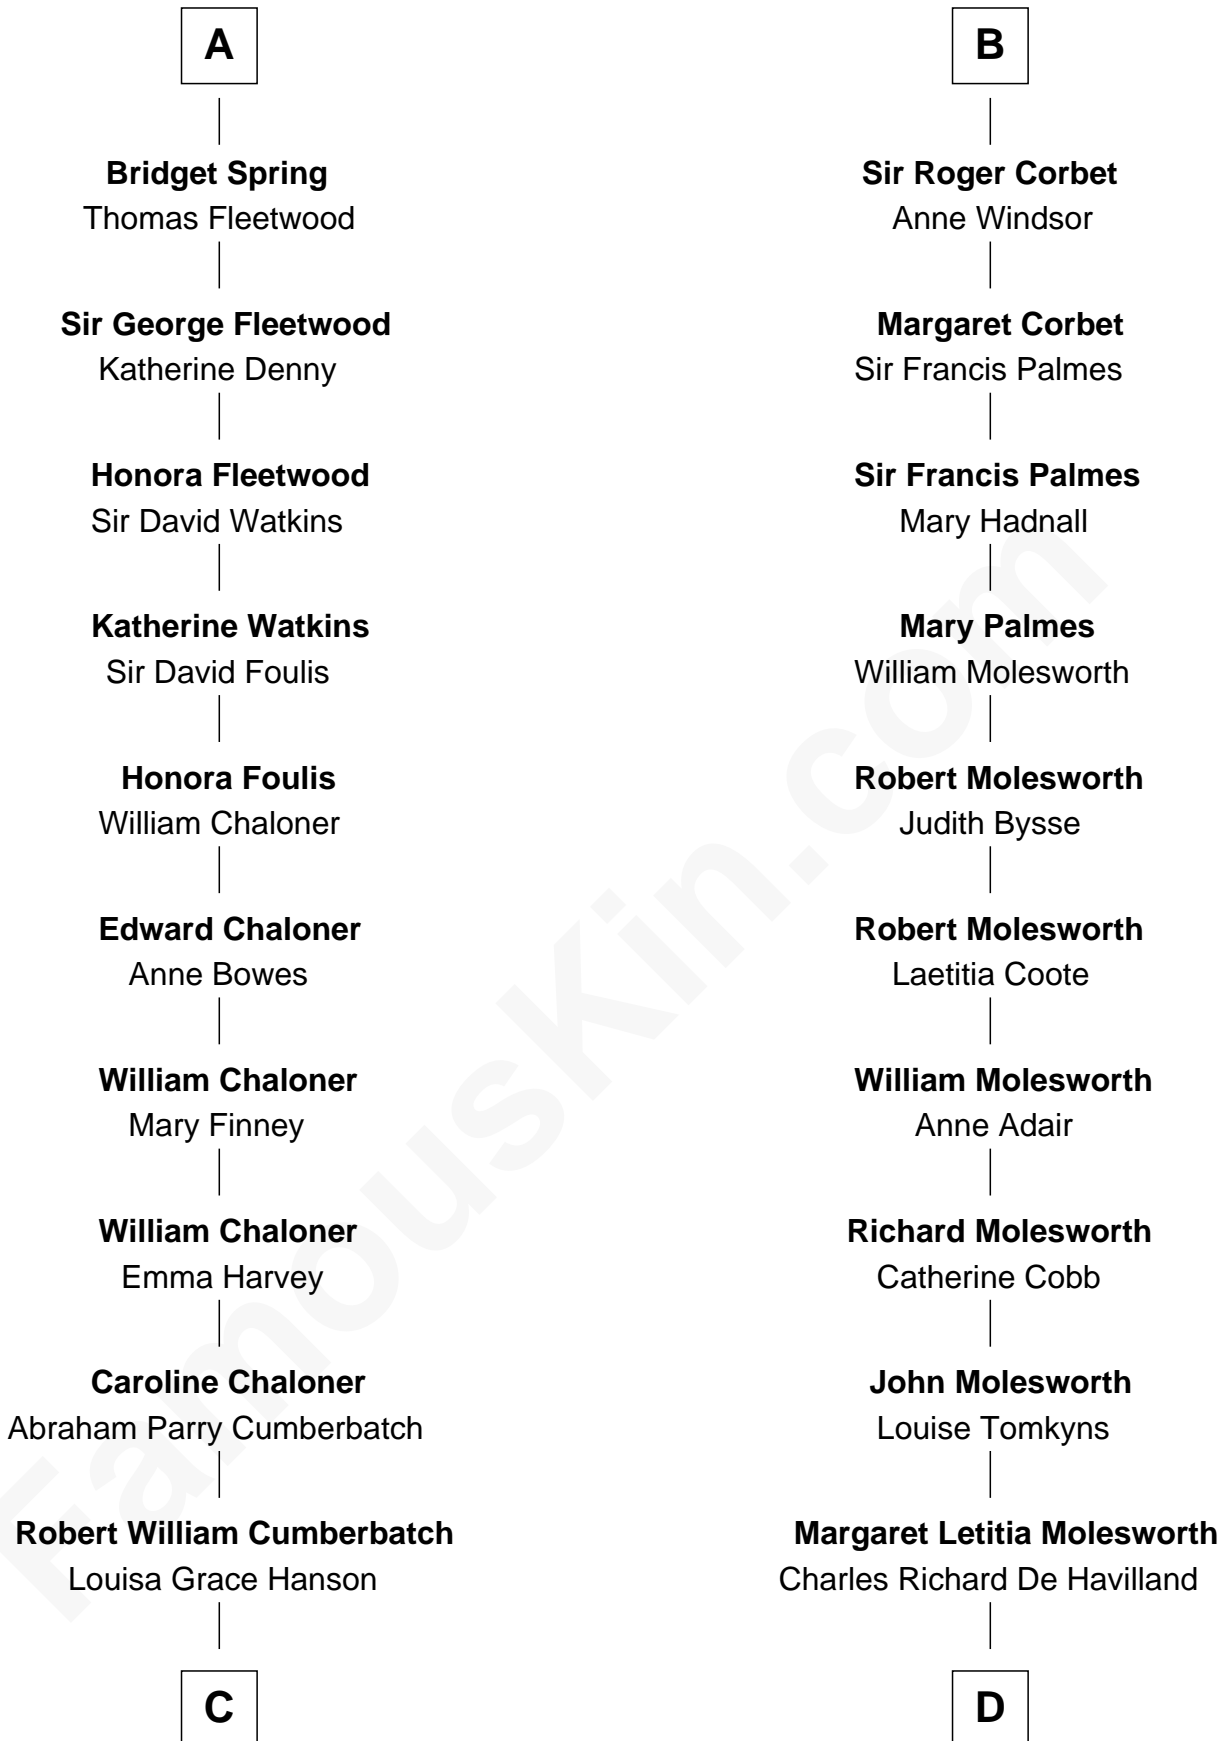 A
Bridget Spring
Thomas Fleetwood
Sir George Fleetwood
Katherine Denny
Honora Fleetwood
Sir David Watkins
Katherine Watkins
Sir David Foulis
Honora Foulis
William Chaloner
Edward Chaloner
Anne Bowes
William Chaloner
Mary Finney
William Chaloner
Emma Harvey
Caroline Chaloner
Abraham Parry Cumberbatch
Robert William Cumberbatch
Louisa Grace Hanson
C
B
Sir Roger Corbet
Anne Windsor
Margaret Corbet
Sir Francis Palmes
Sir Francis Palmes
Mary Hadnall
Mary Palmes
William Molesworth
Robert Molesworth
Judith Bysse
Robert Molesworth
Laetitia Coote
William Molesworth
Anne Adair
Richard Molesworth
Catherine Cobb
John Molesworth
Louise Tomkyns
Margaret Letitia Molesworth
Charles Richard De Havilland
D
FamousKin.com